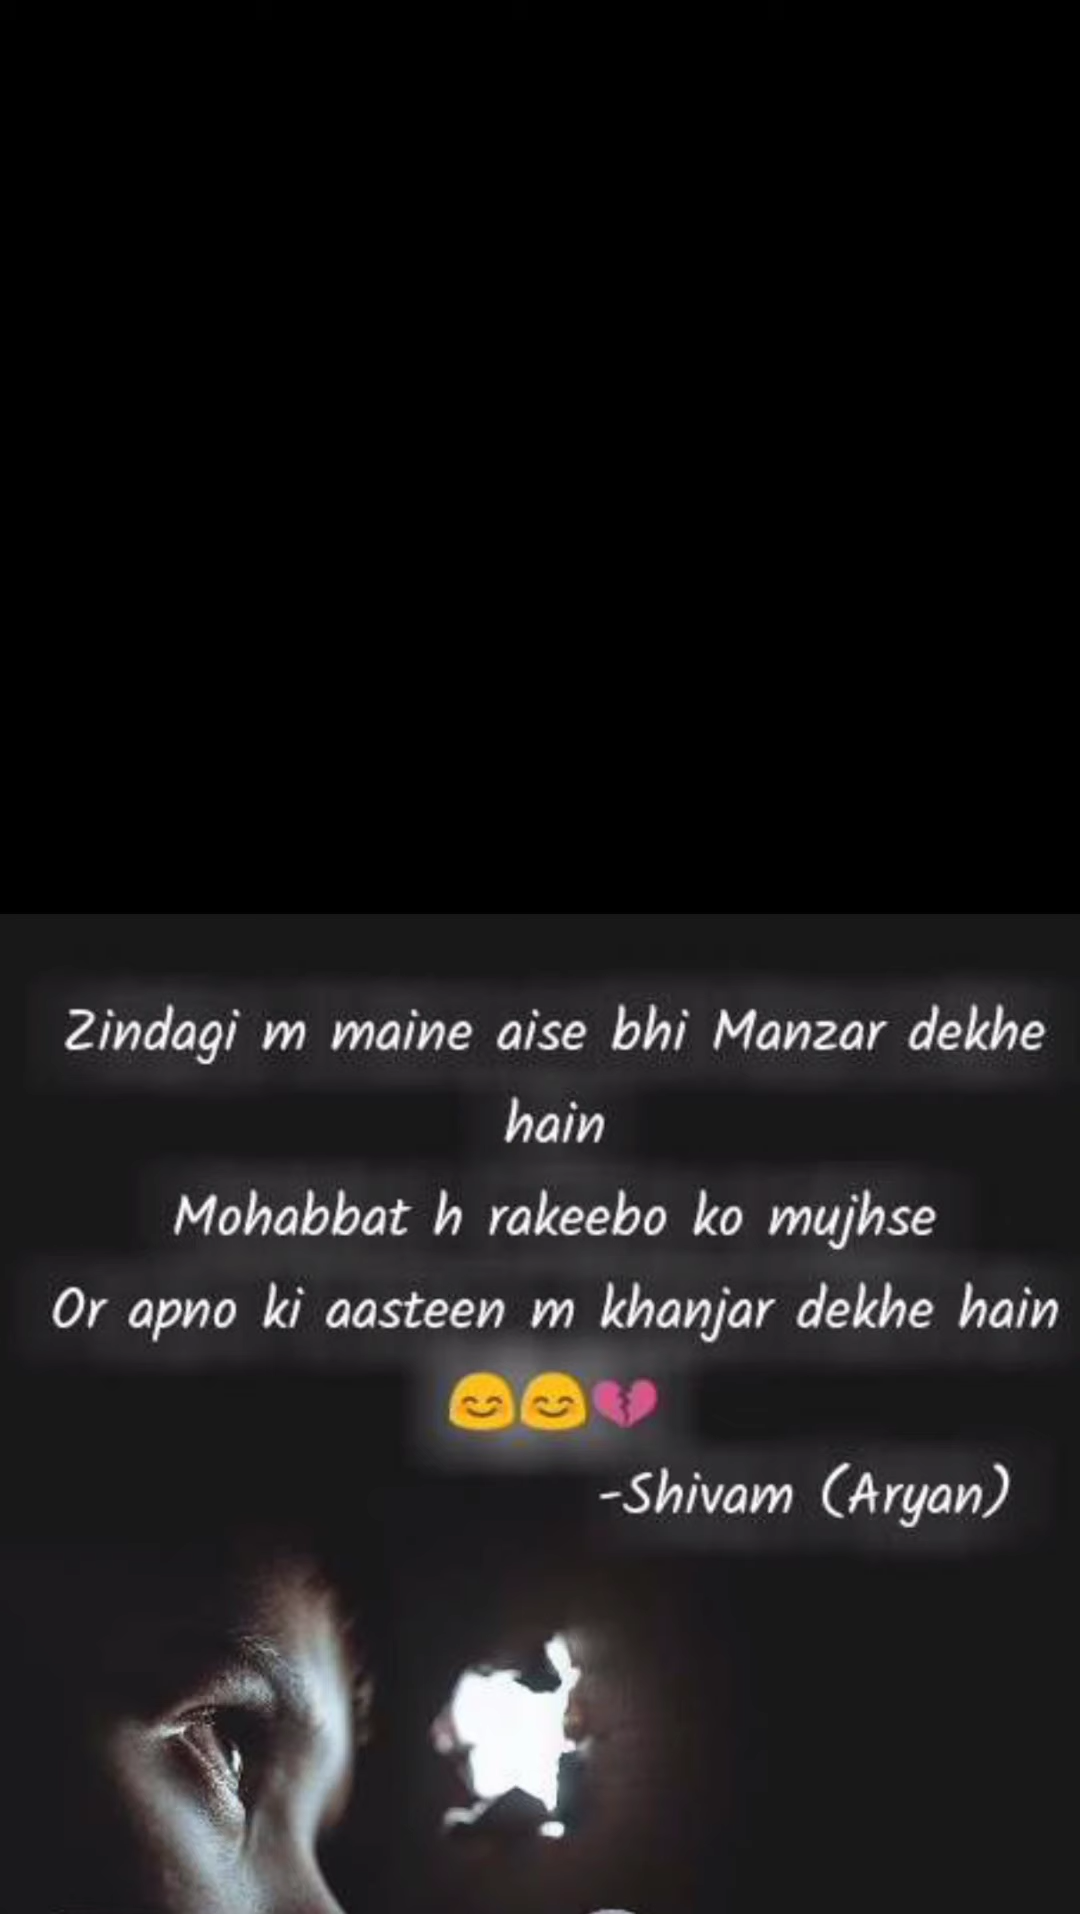 Zindagi m maine aise bhi Manzar dekhe
hain
Mohabbat h rakeebo ko mujhse
Or apno ki aasteen m khanjar dekhe hain
😊😊💔
-Shivam (Aryan)